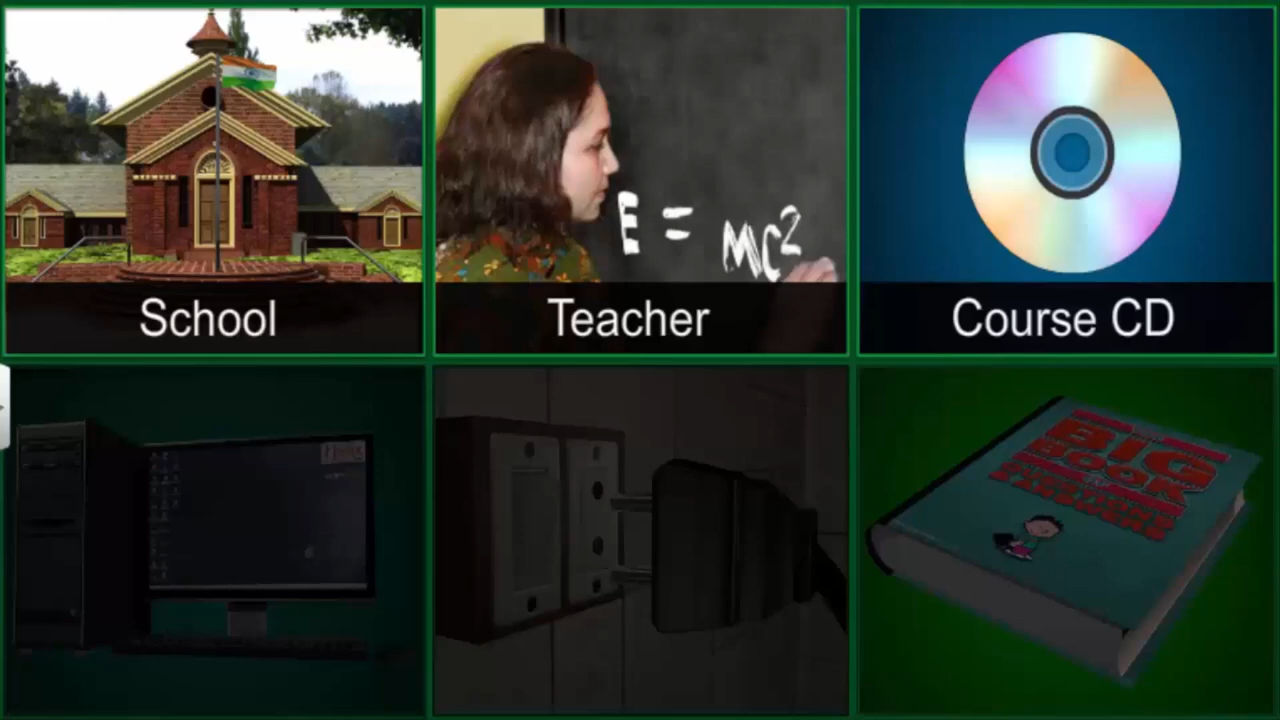 E = MC²
School
Teacher
Course CD
BIG
BOOK